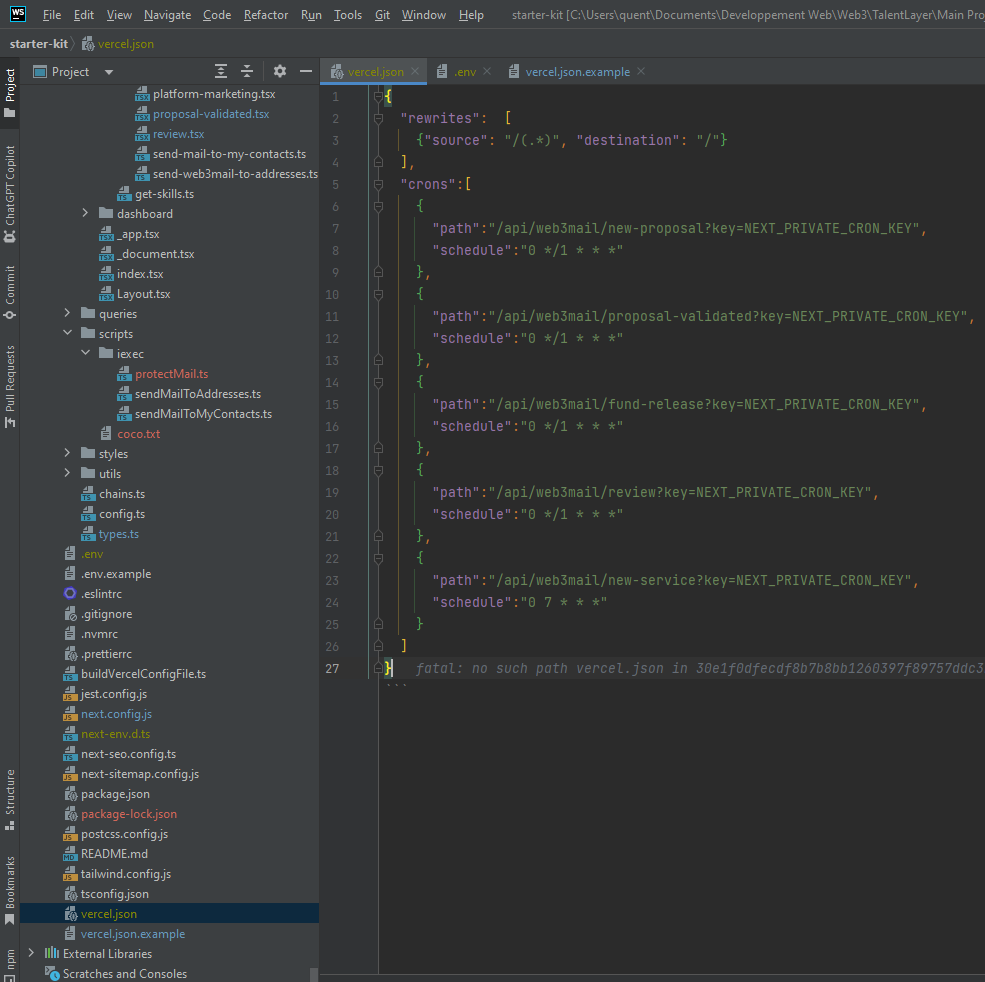 WS File Edit View Navigate Code Refactor Run Tools Git Window Help starter-kit [C:\Users\quent\Documents\Developpement Web\Web3\TalentLayer\Main Pro
starter-kit vercel.json
Project
ChatGPT Copilot
Commit
Pull Requests
Structure
Bookmarks
npm
Project
platform-marketing.tsx
proposal-validated.tsx
review.tsx
send-mail-to-my-contacts.ts
send-web3mail-to-addresses.ts
get-skills.ts
dashboard
_app.tsx
_document.tsx
index.tsx
Layout.tsx
queries
scripts
iexec
protectMail.ts
sendMailToAddresses.ts
sendMailToMyContacts.ts
coco.txt
styles
utils
chains.ts
config.ts
types.ts
.env
.env.example
.eslintrc
.gitignore
.nvmrc
.prettierrc
buildVercelConfigFile.ts
jest.config.js
next.config.js
next-env.d.ts
next-seo.config.ts
next-sitemap.config.js
package.json
package-lock.json
postcss.config.js
README.md
tailwind.config.js
tsconfig.json
vercel.json
vercel.json.example
External Libraries
Scratches and Consoles
vercel.json .env vercel.json.example
1 {
2 "rewrites": [
3 {"source": "/(.*)", "destination": "/"}
4 ],
5 "crons":[
6 {
7 "path":"/api/web3mail/new-proposal?key=NEXT_PRIVATE_CRON_KEY",
8 "schedule":"0 */1 * * *"
9 },
10 {
11 "path":"/api/web3mail/proposal-validated?key=NEXT_PRIVATE_CRON_KEY",
12 "schedule":"0 */1 * * *"
13 },
14 {
15 "path":"/api/web3mail/fund-release?key=NEXT_PRIVATE_CRON_KEY",
16 "schedule":"0 */1 * * *"
17 },
18 {
19 "path":"/api/web3mail/review?key=NEXT_PRIVATE_CRON_KEY",
20 "schedule":"0 */1 * * *"
21 },
22 {
23 "path":"/api/web3mail/new-service?key=NEXT_PRIVATE_CRON_KEY",
24 "schedule":"0 7 * * *"
25 }
26 ]
27 } fatal: no such path vercel.json in 30e1f0dfecdf8b7b8bb1260397f89757ddc3
...